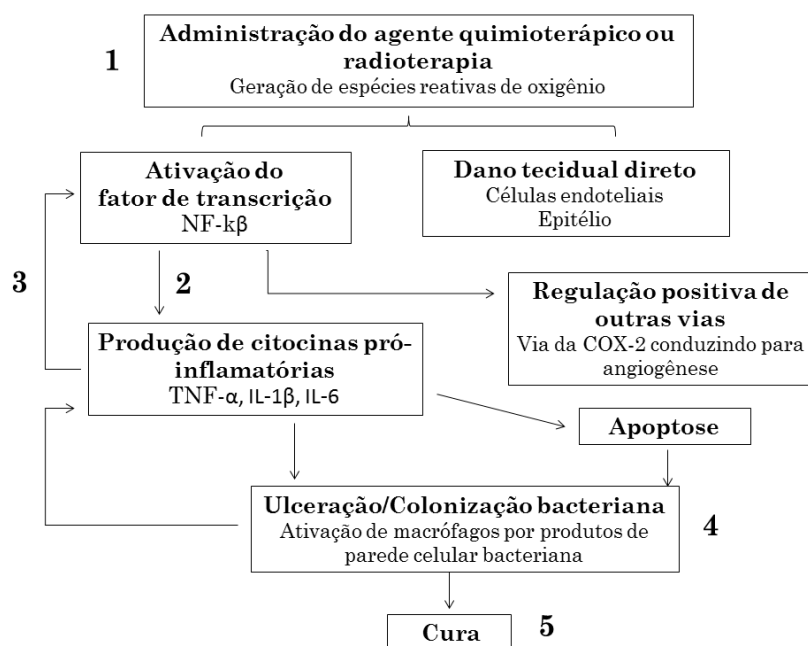 1
Administração do agente quimioterápico ou
radioterapia
Geração de espécies reativas de oxigênio
Ativação do
fator de transcrição
NF-kβ
Dano tecidual direto
Células endoteliais
Epitélio
3
2
Regulação positiva de
outras vias
Via da COX-2 conduzindo para
angiogênese
Produção de citocinas pró-
inflamatórias
TNF-α, IL-1β, IL-6
Apoptose
Ulceração/Colonização bacteriana
Ativação de macrófagos por produtos de
parede celular bacteriana
4
Cura
5